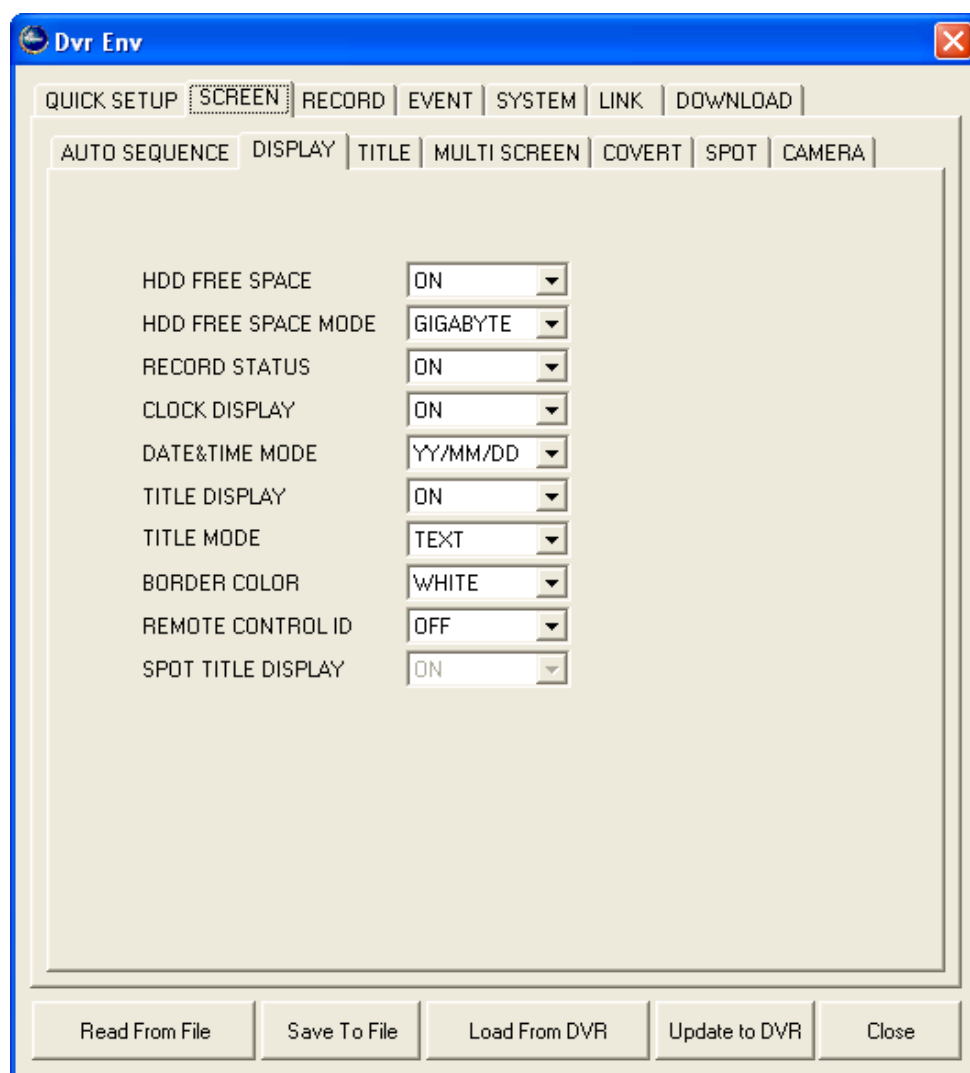 Dvr Env
QUICK SETUP SCREEN RECORD EVENT SYSTEM LINK DOWNLOAD
AUTO SEQUENCE DISPLAY TITLE MULTI SCREEN COVERT SPOT CAMERA
HDD FREE SPACE ON
HDD FREE SPACE MODE GIGABYTE
RECORD STATUS ON
CLOCK DISPLAY ON
DATE&TIME MODE YY/MM/DD
TITLE DISPLAY ON
TITLE MODE TEXT
BORDER COLOR WHITE
REMOTE CONTROL ID OFF
SPOT TITLE DISPLAY ON
Read From File Save To File Load From DVR Update to DVR Close